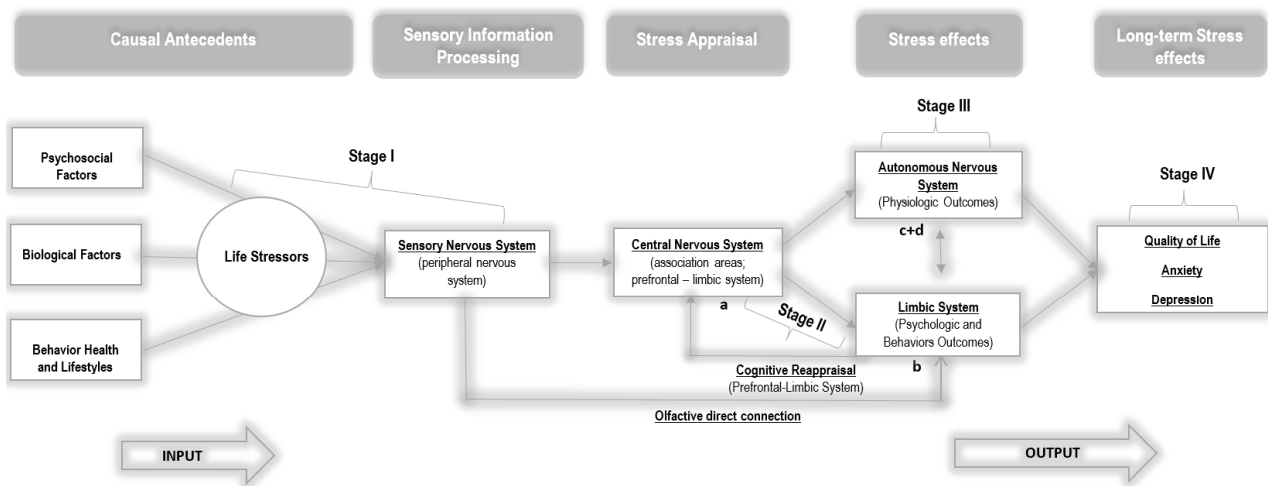 Causal Antecedents
Sensory Information
Processing
Stress Appraisal
Stress effects
Long-term Stress
effects
Psychosocial
Factors
Biological Factors
Behavior Health
and Lifestyles
Life Stressors
Stage I
Sensory Nervous System
(peripheral nervous
system)
Central Nervous System
(association areas;
prefrontal – limbic system)
a
Stage II
Stage III
Autonomous Nervous
System
(Physiologic Outcomes)
c+d
Limbic System
(Psychologic and
Behaviors Outcomes)
b
Cognitive Reappraisal
(Prefrontal-Limbic System)
Olfactive direct connection
Stage IV
Quality of Life
Anxiety
Depression
INPUT
OUTPUT